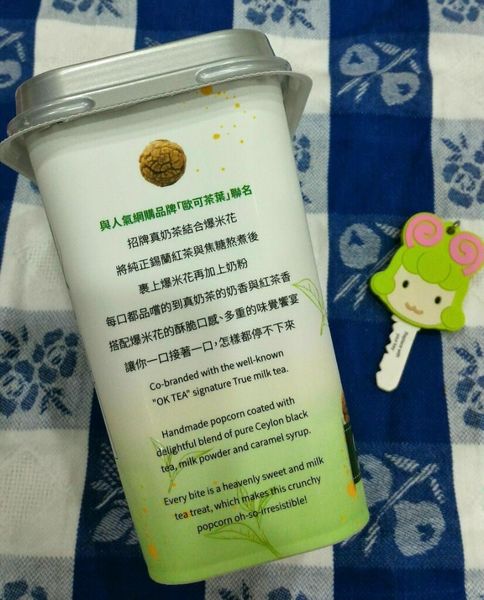 與人氣網購品牌「歐可茶葉」聯名
招牌真奶茶結合爆米花
將純正錫蘭紅茶與焦糖熬煮後
裹上爆米花再加上奶粉
每口都品嚐的到真奶茶的奶香與紅茶香
搭配爆米花的酥脆口感、多重的味覺饗宴
讓你一口接著一口，怎樣都停不下來
Co-branded with the well-known
"OK TEA" signature True milk tea.
Handmade popcorn coated with
delightful blend of pure Ceylon black
tea, milk powder and caramel syrup.
Every bite is a heavenly sweet and milk
tea treat, which makes this crunchy
popcorn oh-so-irresistible!